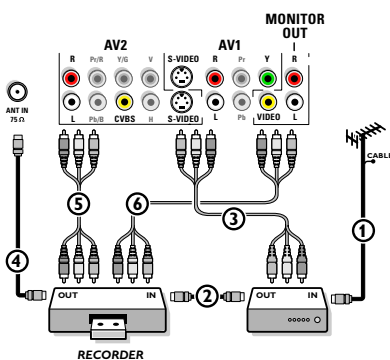 MONITOR
OUT
AV2
AV1
R Pr/R Y/G V S-VIDEO R Pr Y R
ANT IN
75 Ω
L Pb/B CVBS H S-VIDEO L Pb VIDEO L
CABLE
5
6
3
1
4
2
OUT IN
OUT IN
RECORDER